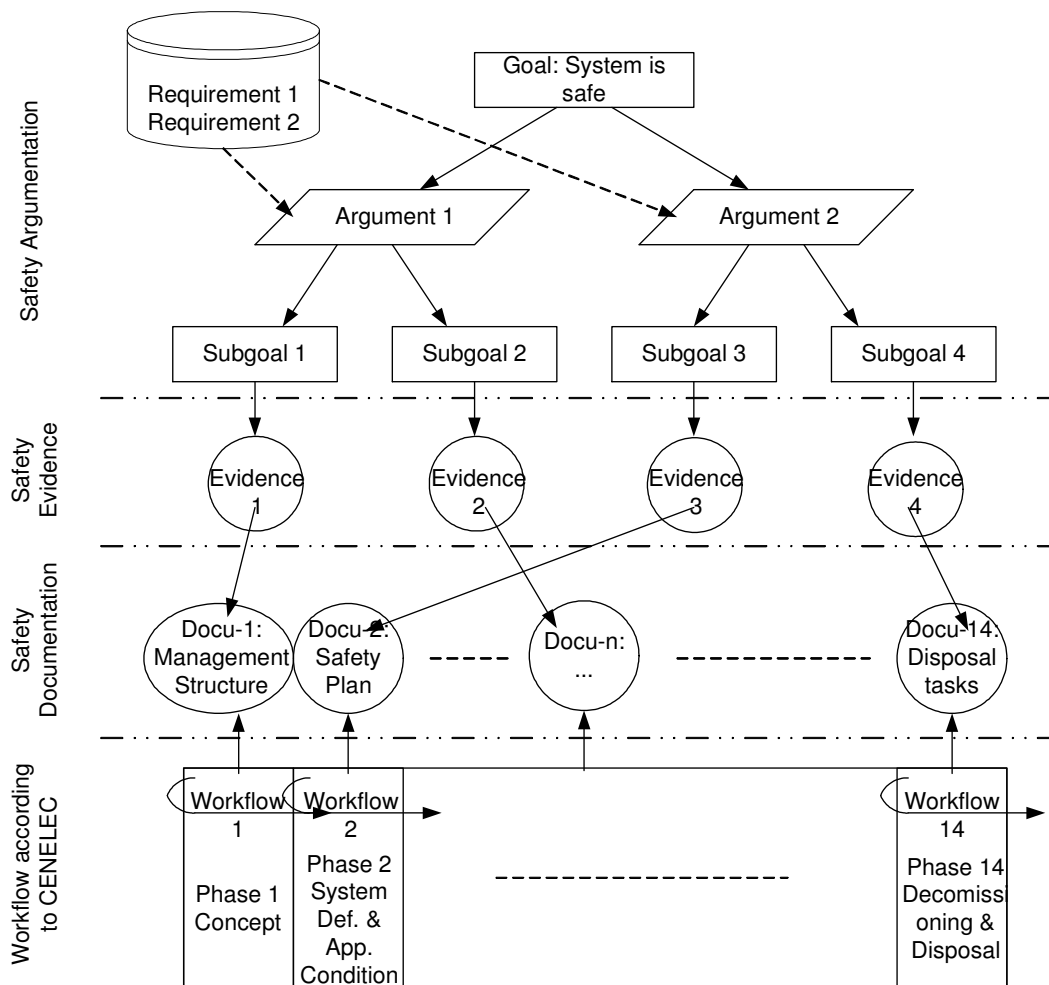 Safety Argumentation
Requirement 1
Requirement 2
Goal: System is
safe
Argument 1
Argument 2
Subgoal 1
Subgoal 2
Subgoal 3
Subgoal 4
Safety
Evidence
Evidence
1
Evidence
2
Evidence
3
Evidence
4
Safety
Documentation
Docu-1:
Management
Structure
Docu-2:
Safety
Plan
Docu-n:
...
Docu-14:
Disposal
tasks
Workflow according
to CENELEC
Workflow
1
Phase 1
Concept
Workflow
2
Phase 2
System
Def. &
App.
Condition
Workflow
14
Phase 14
Decomissi
oning &
Disposal